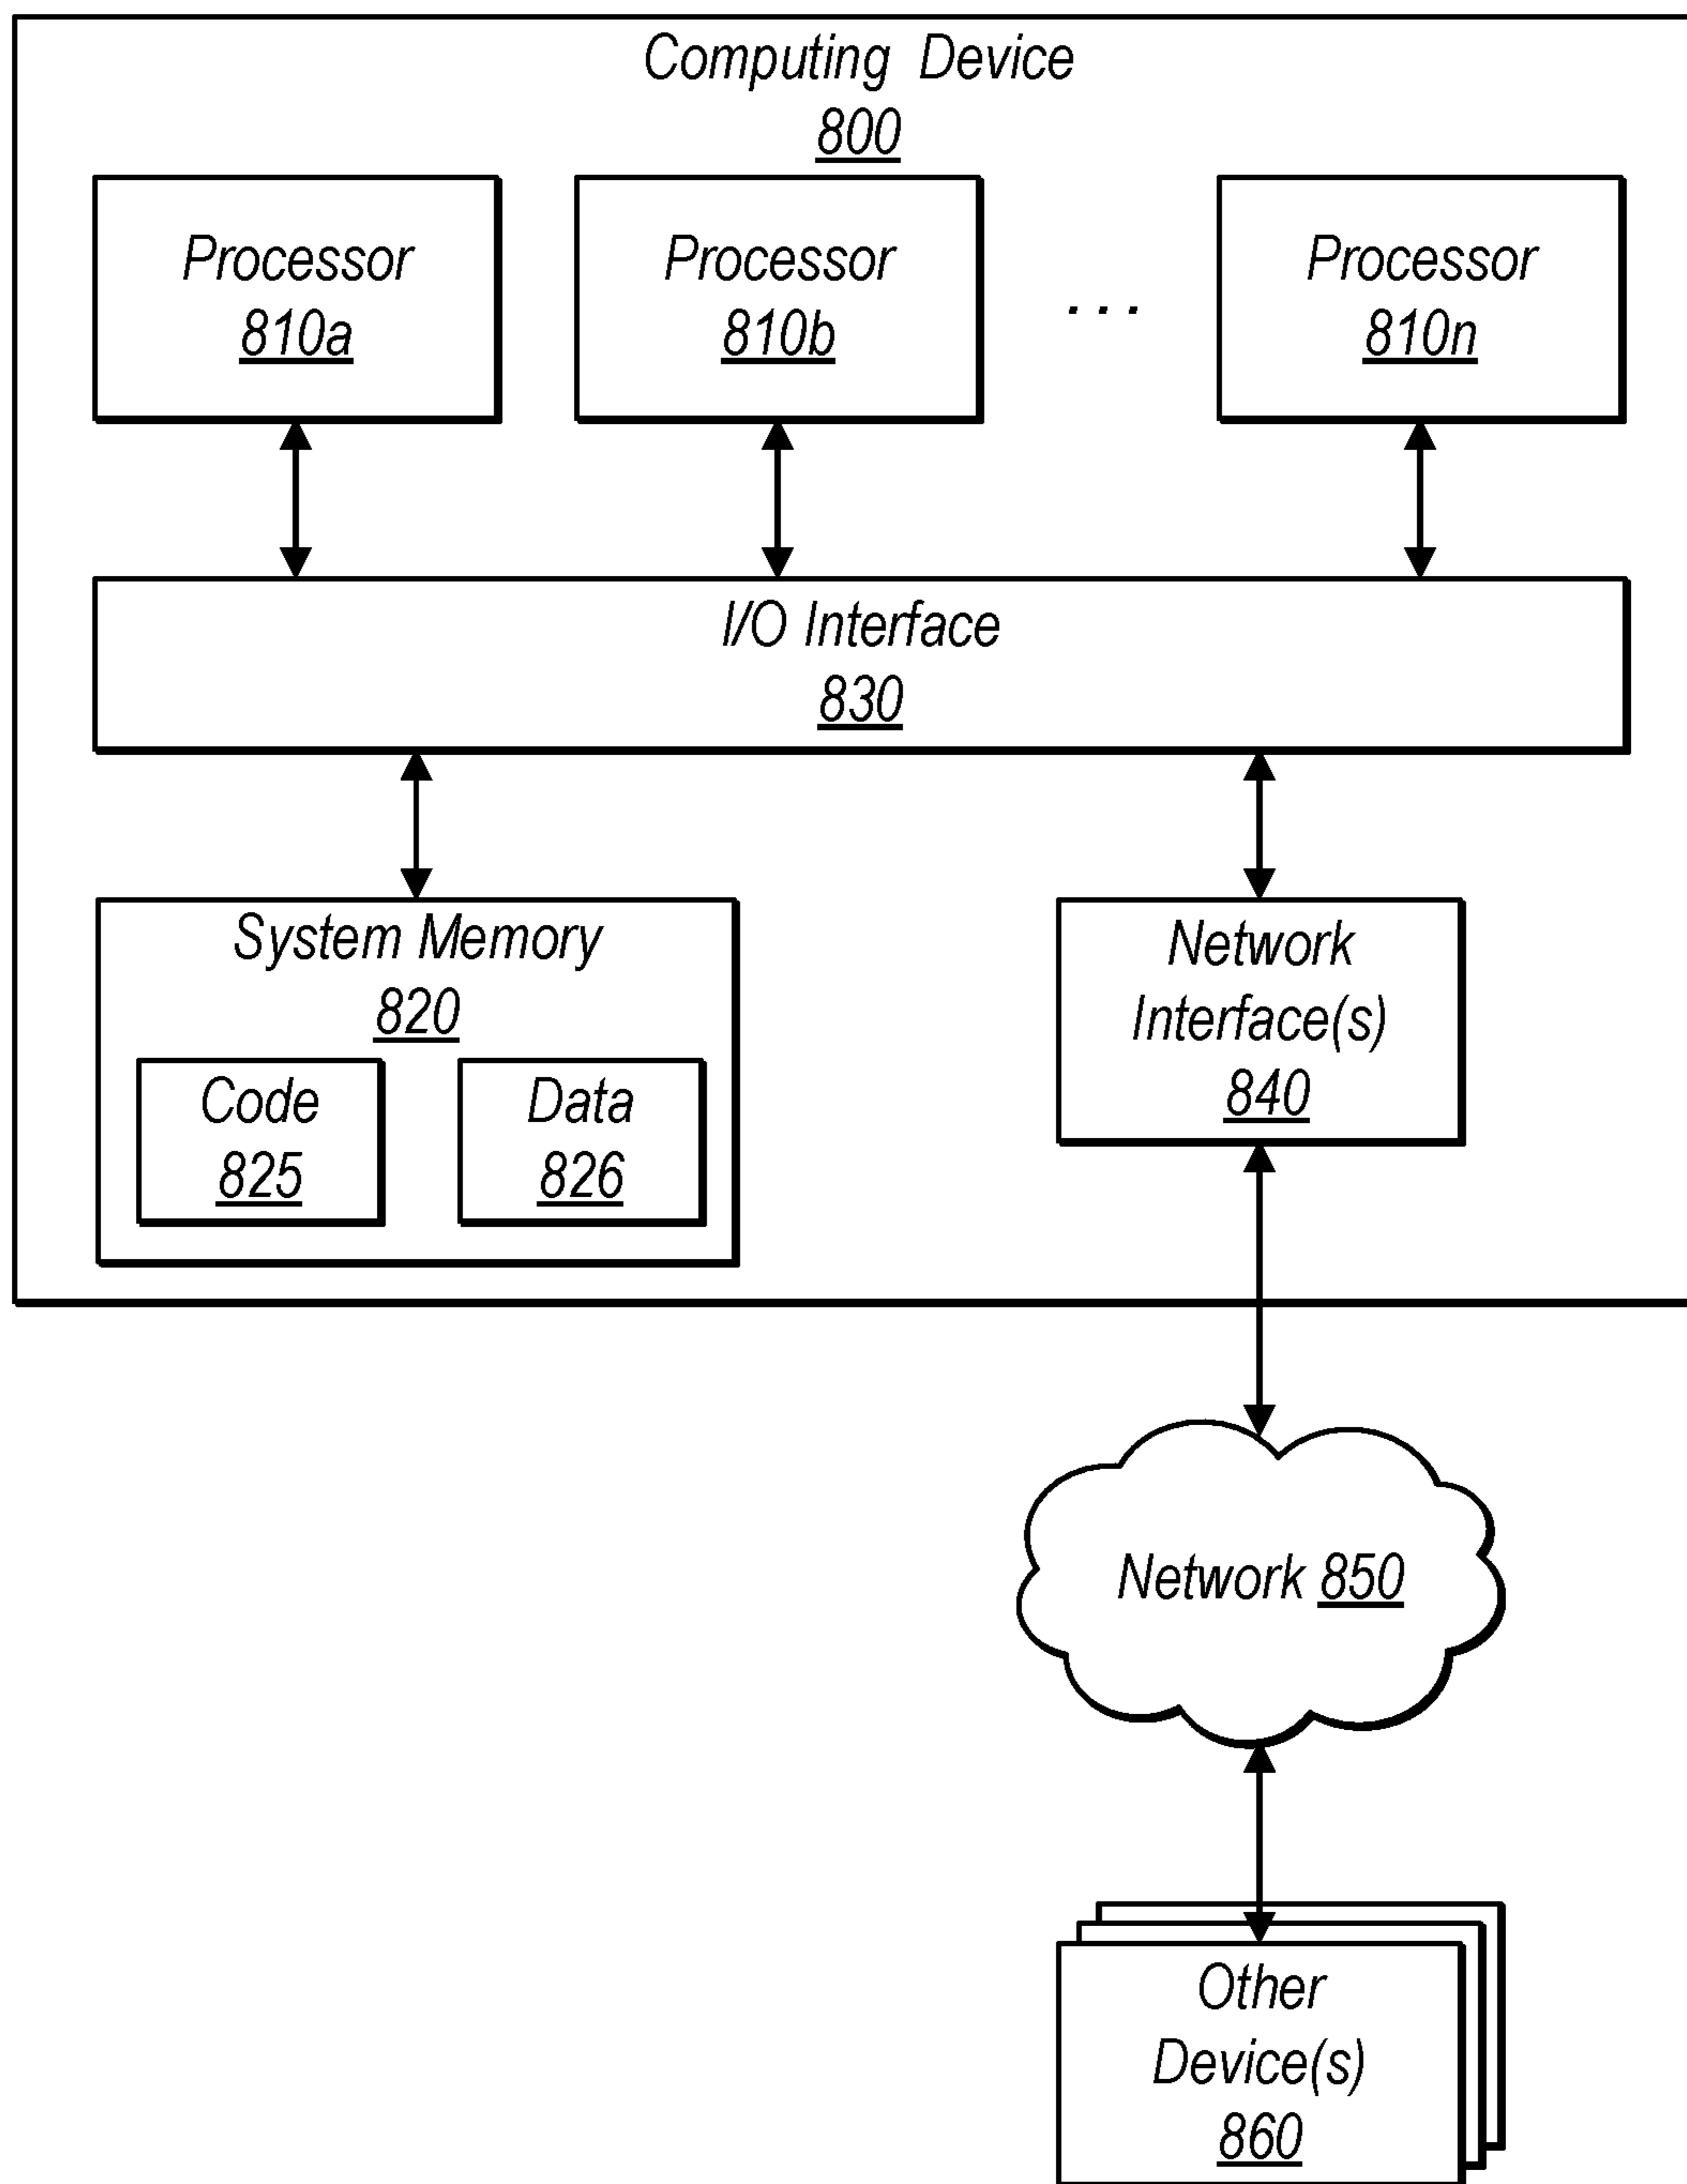 Computing Device
800
Processor
810a
Processor
810b
. . .
Processor
810n
I/O Interface
830
System Memory
820
Code
825
Data
826
Network
Interface(s)
840
Network 850
Other
Device(s)
860